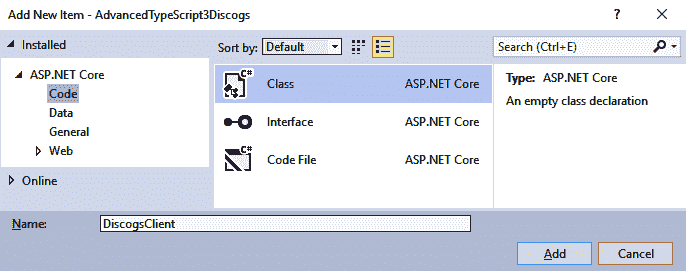 Add New Item - AdvancedTypeScript3Discogs
? ×
Installed
Sort by: Default
Search (Ctrl+E)
ASP.NET Core
Code
Data
General
Web
Online
C# Class ASP.NET Core
Interface ASP.NET Core
C# Code File ASP.NET Core
Type: ASP.NET Core
An empty class declaration
Name: DiscogsClient
Add Cancel